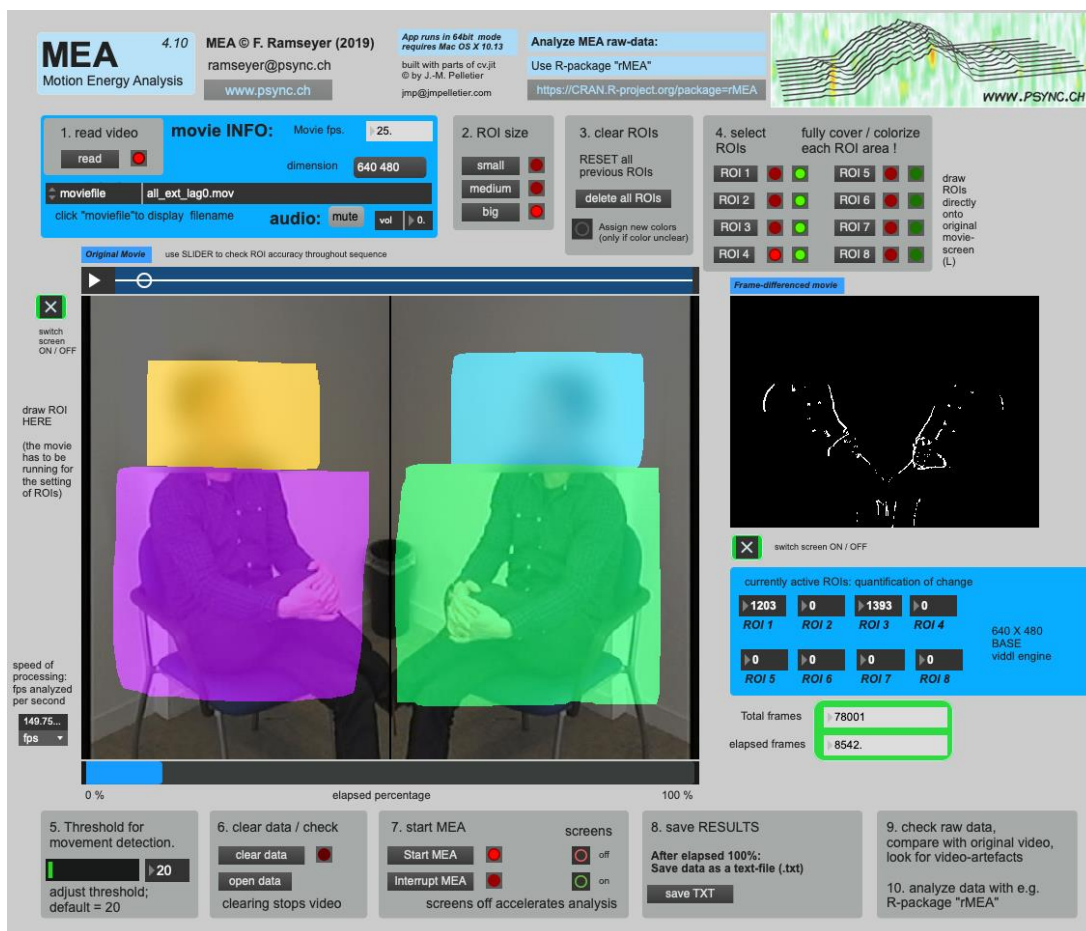 MEA
4.10
Motion Energy Analysis
MEA © F. Ramseyer (2019)
ramseyer@psync.ch
www.psync.ch
App runs in 64bit mode
requires Mac OS X 10.13
built with parts of cv.jit
© by J.-M. Pelletier
jmp@jmpelletier.com
Analyze MEA raw-data:
Use R-package "rMEA"
https://CRAN.R-project.org/package=rMEA
WWW.PSYNC.CH
1. read video
read
movie INFO:
Movie fps.
25.
dimension
640 480
moviefile
all_ext_lag0.mov
click "moviefile"to display filename
audio:
mute
vol
0.
2. ROI size
small
medium
big
3. clear ROIs
RESET all
previous ROIs
delete all ROIs
Assign new colors
(only if color unclear)
4. select
ROIs
fully cover / colorize
each ROI area !
ROI 1
ROI 5
ROI 2
ROI 6
ROI 3
ROI 7
ROI 4
ROI 8
draw
ROIs
directly
onto
original
movie-
screen
(L)
Original Movie
use SLIDER to check ROI accuracy throughout sequence
switch
screen
ON / OFF
draw ROI
HERE
(the movie
has to be
running for
the setting
of ROIs)
speed of
processing:
fps analyzed
per second
149.75...
fps
0 %
elapsed percentage
100 %
Frame-differenced movie
switch screen ON / OFF
currently active ROIs: quantification of change
1203
0
1393
0
ROI 1
ROI 2
ROI 3
ROI 4
0
0
0
0
ROI 5
ROI 6
ROI 7
ROI 8
640 X 480
BASE
viddl engine
Total frames
78001
elapsed frames
8542.
5. Threshold for
movement detection.
20
adjust threshold;
default = 20
6. clear data / check
clear data
open data
clearing stops video
7. start MEA
screens
Start MEA
off
Interrupt MEA
on
screens off accelerates analysis
8. save RESULTS
After elapsed 100%:
Save data as a text-file (.txt)
save TXT
9. check raw data,
compare with original video,
look for video-artefacts
10. analyze data with e.g.
R-package "rMEA"